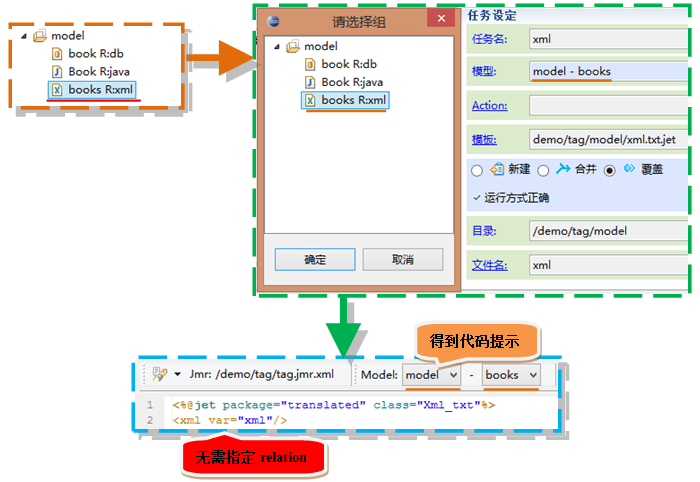 model
book R:db
Book R:java
books R:xml
请选择组
model
book R:db
Book R:java
books R:xml
确定
取消
任务设定
任务名:
xml
模型:
model - books
Action:
模板:
demo/tag/model/xml.txt.jet
新建
合并
覆盖
运行方式正确
目录:
/demo/tag/model
文件名:
xml
得到代码提示
Jmr: /demo/tag/tag.jmr.xml
Model: model - books
1 <%@jet package="translated" class="Xml_txt"%>
2 <xml var="xml"/>
无需指定 relation